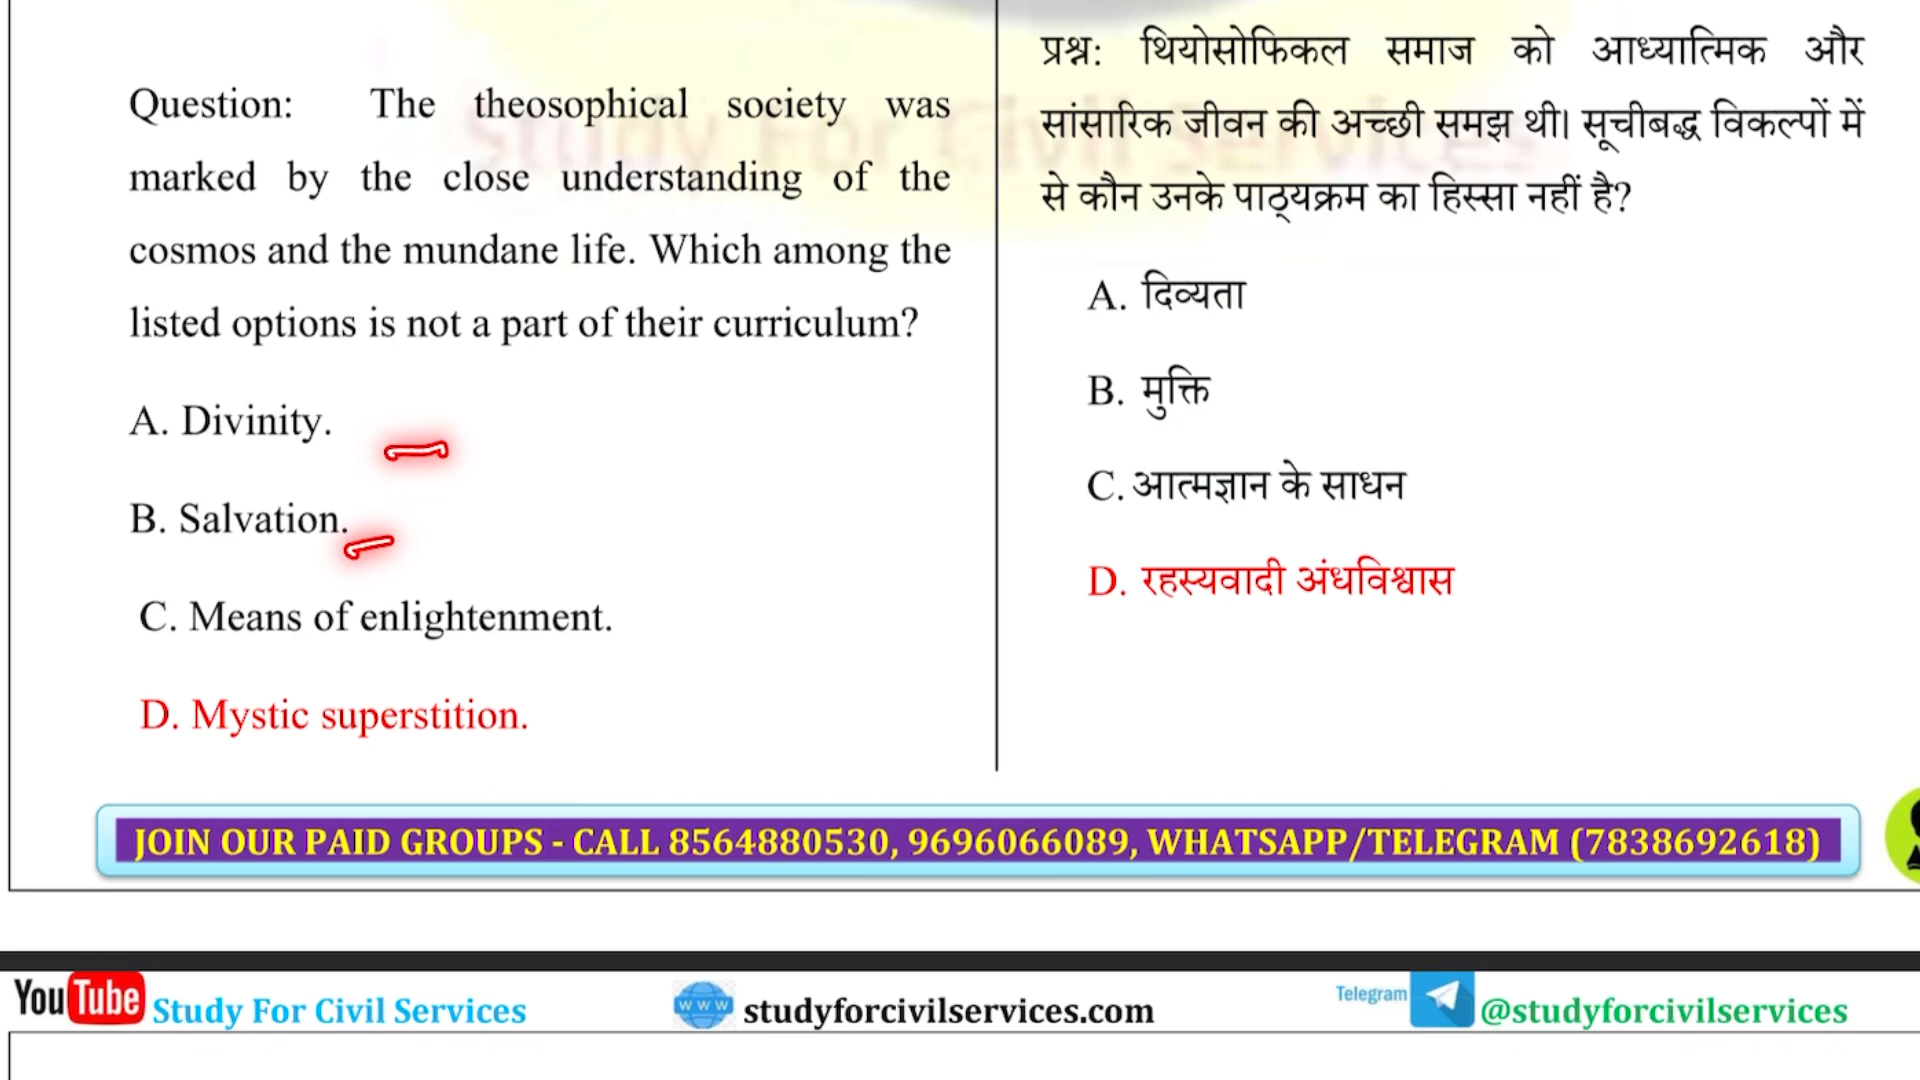 Question: The theosophical society was
marked by the close understanding of the
cosmos and the mundane life. Which among the
listed options is not a part of their curriculum?
A. Divinity.
B. Salvation.
C. Means of enlightenment.
D. Mystic superstition.
प्रश्न: थियोसोफिकल समाज को आध्यात्मिक और
सांसारिक जीवन की अच्छी समझ थी। सूचीबद्ध विकल्पों में
से कौन उनके पाठ्यक्रम का हिस्सा नहीं है?
A. दिव्यता
B. मुक्ति
C. आत्मज्ञान के साधन
D. रहस्यवादी अंधविश्वास
Study For Civil Services
JOIN OUR PAID GROUPS - CALL 8564880530, 9696066089, WHATSAPP/TELEGRAM (7838692618)
YouTube Study For Civil Services
www studyforcivilservices.com
Telegram @studyforcivilservices